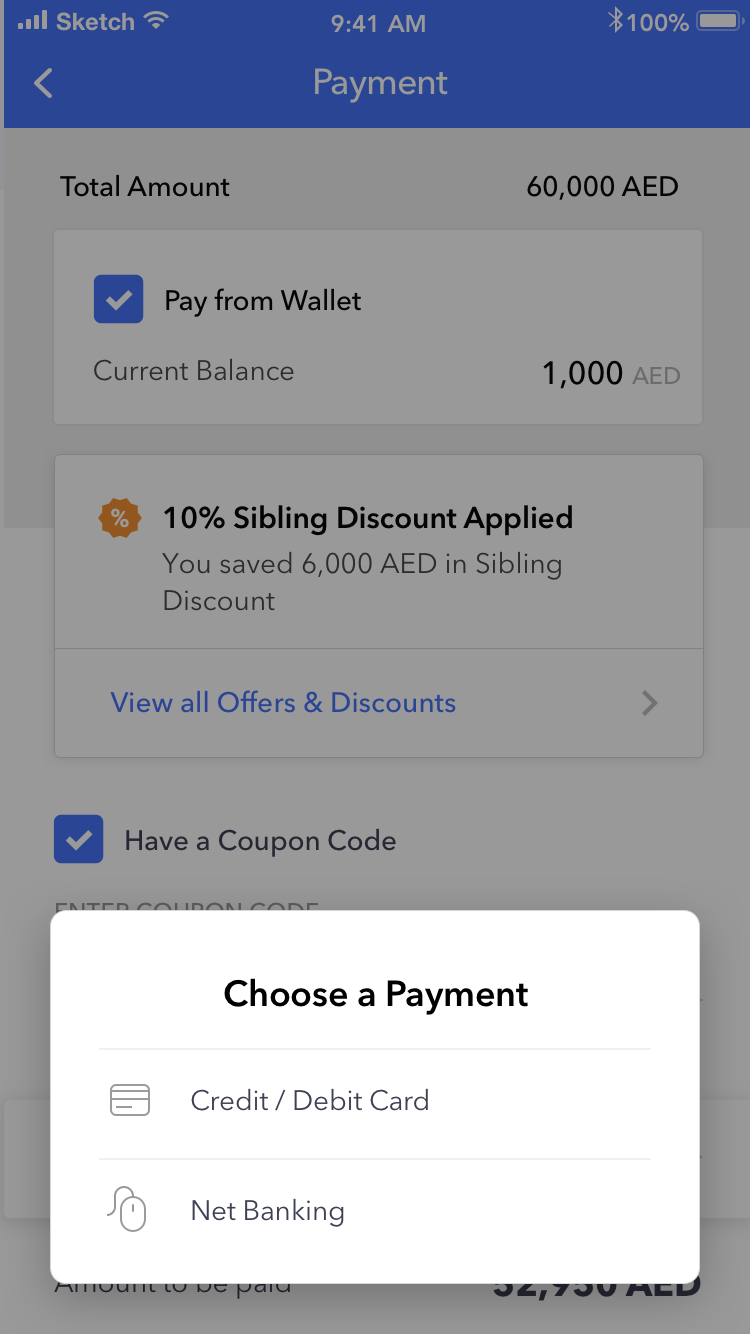 Sketch 9:41 AM 100%
Payment
Total Amount 60,000 AED
Pay from Wallet
Current Balance 1,000 AED
% 10% Sibling Discount Applied
You saved 6,000 AED in Sibling
Discount
View all Offers & Discounts
Have a Coupon Code
ENTER COUPON CODE
Choose a Payment
Credit / Debit Card
Net Banking
Amount to be paid 52,950 AED